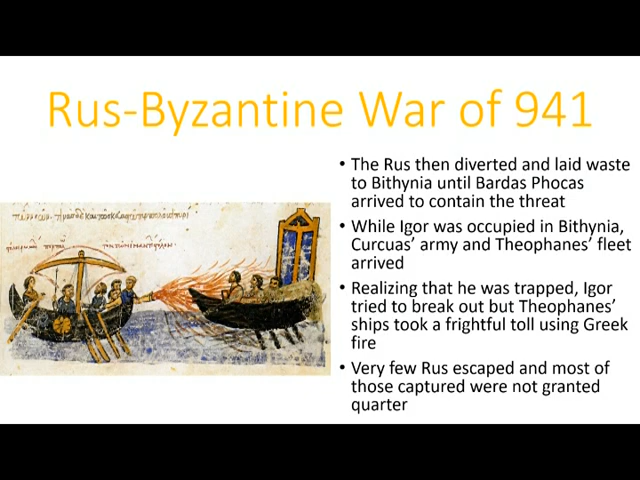 Rus-Byzantine War of 941
• The Rus then diverted and laid waste
to Bithynia until Bardas Phocas
arrived to contain the threat
• While Igor was occupied in Bithynia,
Curcuas’ army and Theophanes’ fleet
arrived
• Realizing that he was trapped, Igor
tried to break out but Theophanes’
ships took a frightful toll using Greek
fire
• Very few Rus escaped and most of
those captured were not granted
quarter